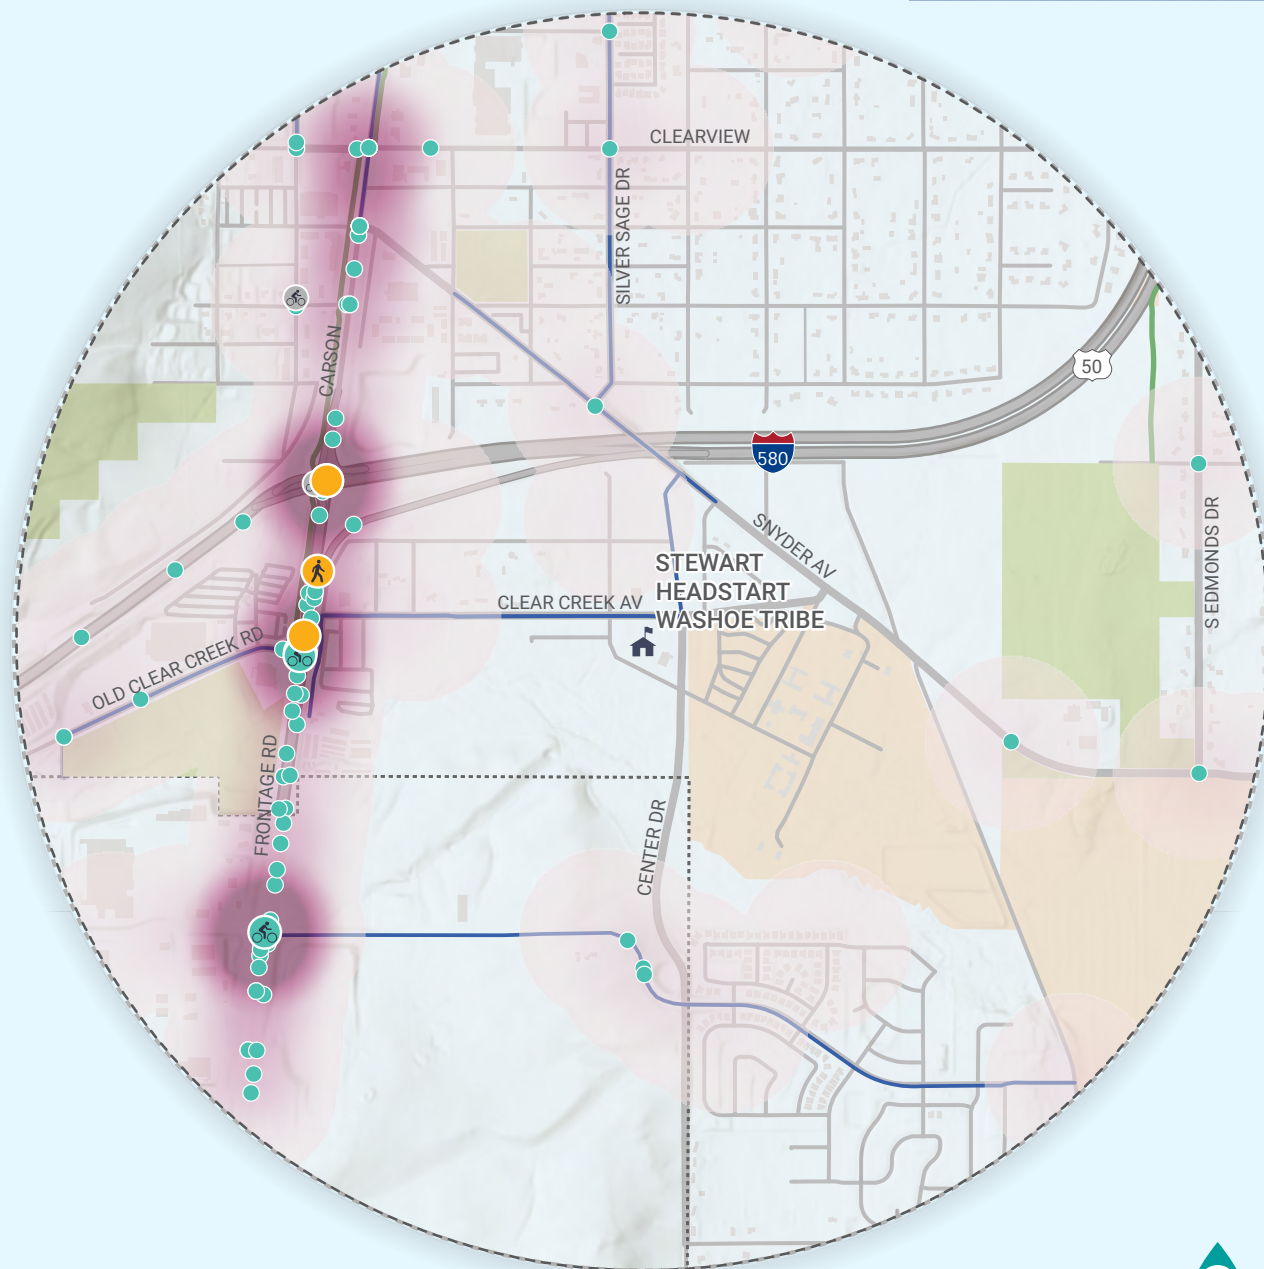 CLEARVIEW
SILVER SAGE DR
CARSON
50
580
SNYDER AV
S EDMONDS DR
STEWART
HEADSTART
WASHOE TRIBE
CLEAR CREEK AV
OLD CLEAR CREEK RD
FRONTAGE RD
CENTER DR